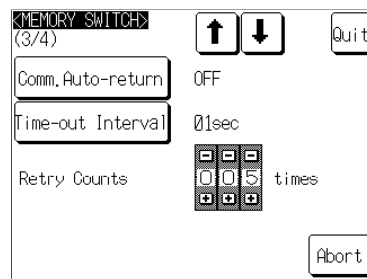 <MEMORY SWITCH>
(3/4)
Quit
Comm.Auto-return OFF
Time-out Interval 01sec
Retry Counts 005 times
Abort